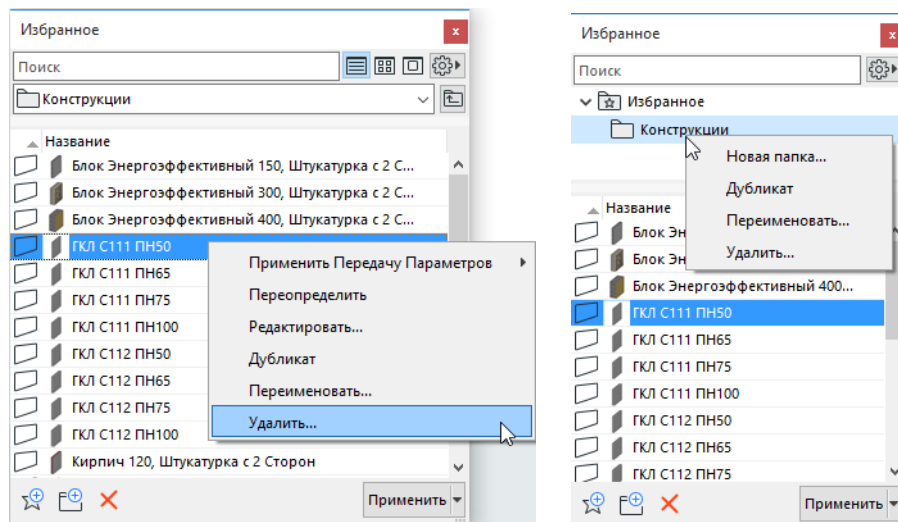 Избранное
x
Поиск
Конструкции
Название
Блок Энергоэффективный 150, Штукатурка с 2 С...
Блок Энергоэффективный 300, Штукатурка с 2 С...
Блок Энергоэффективный 400, Штукатурка с 2 С...
ГКЛ С111 ПН50
ГКЛ С111 ПН65
ГКЛ С111 ПН75
ГКЛ С111 ПН100
ГКЛ С112 ПН50
ГКЛ С112 ПН65
ГКЛ С112 ПН75
ГКЛ С112 ПН100
Кирпич 120, Штукатурка с 2 Сторон
Применить Передачу Параметров
Переопределить
Редактировать...
Дубликат
Переименовать...
Удалить...
Применить
Избранное
x
Поиск
Избранное
Конструкции
Новая папка...
Дубликат
Переименовать...
Удалить...
Название
Блок Эн
Блок Эн
Блок Энергоэффективный 400...
ГКЛ С111 ПН50
ГКЛ С111 ПН65
ГКЛ С111 ПН75
ГКЛ С111 ПН100
ГКЛ С112 ПН50
ГКЛ С112 ПН65
ГКЛ С112 ПН75
Применить